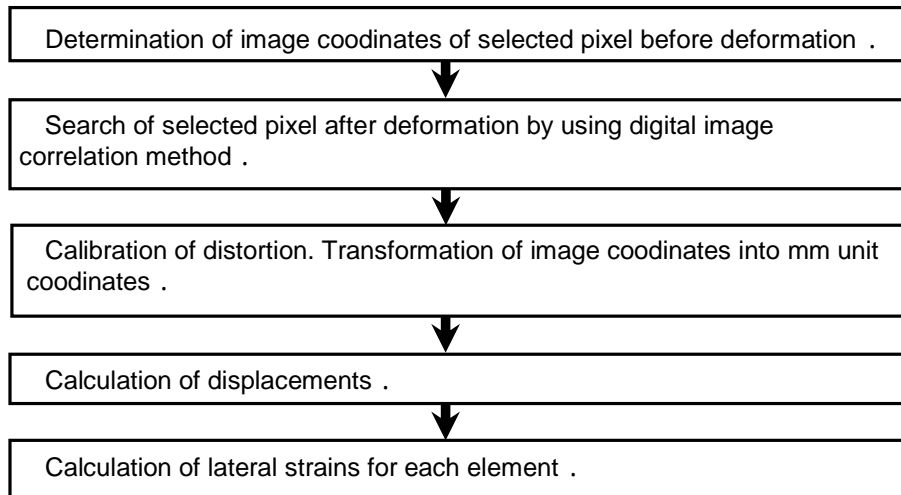 Determination of image coodinates of selected pixel before deformation .
Search of selected pixel after deformation by using digital image
correlation method .
Calibration of distortion. Transformation of image coodinates into mm unit
coodinates .
Calculation of displacements .
Calculation of lateral strains for each element .